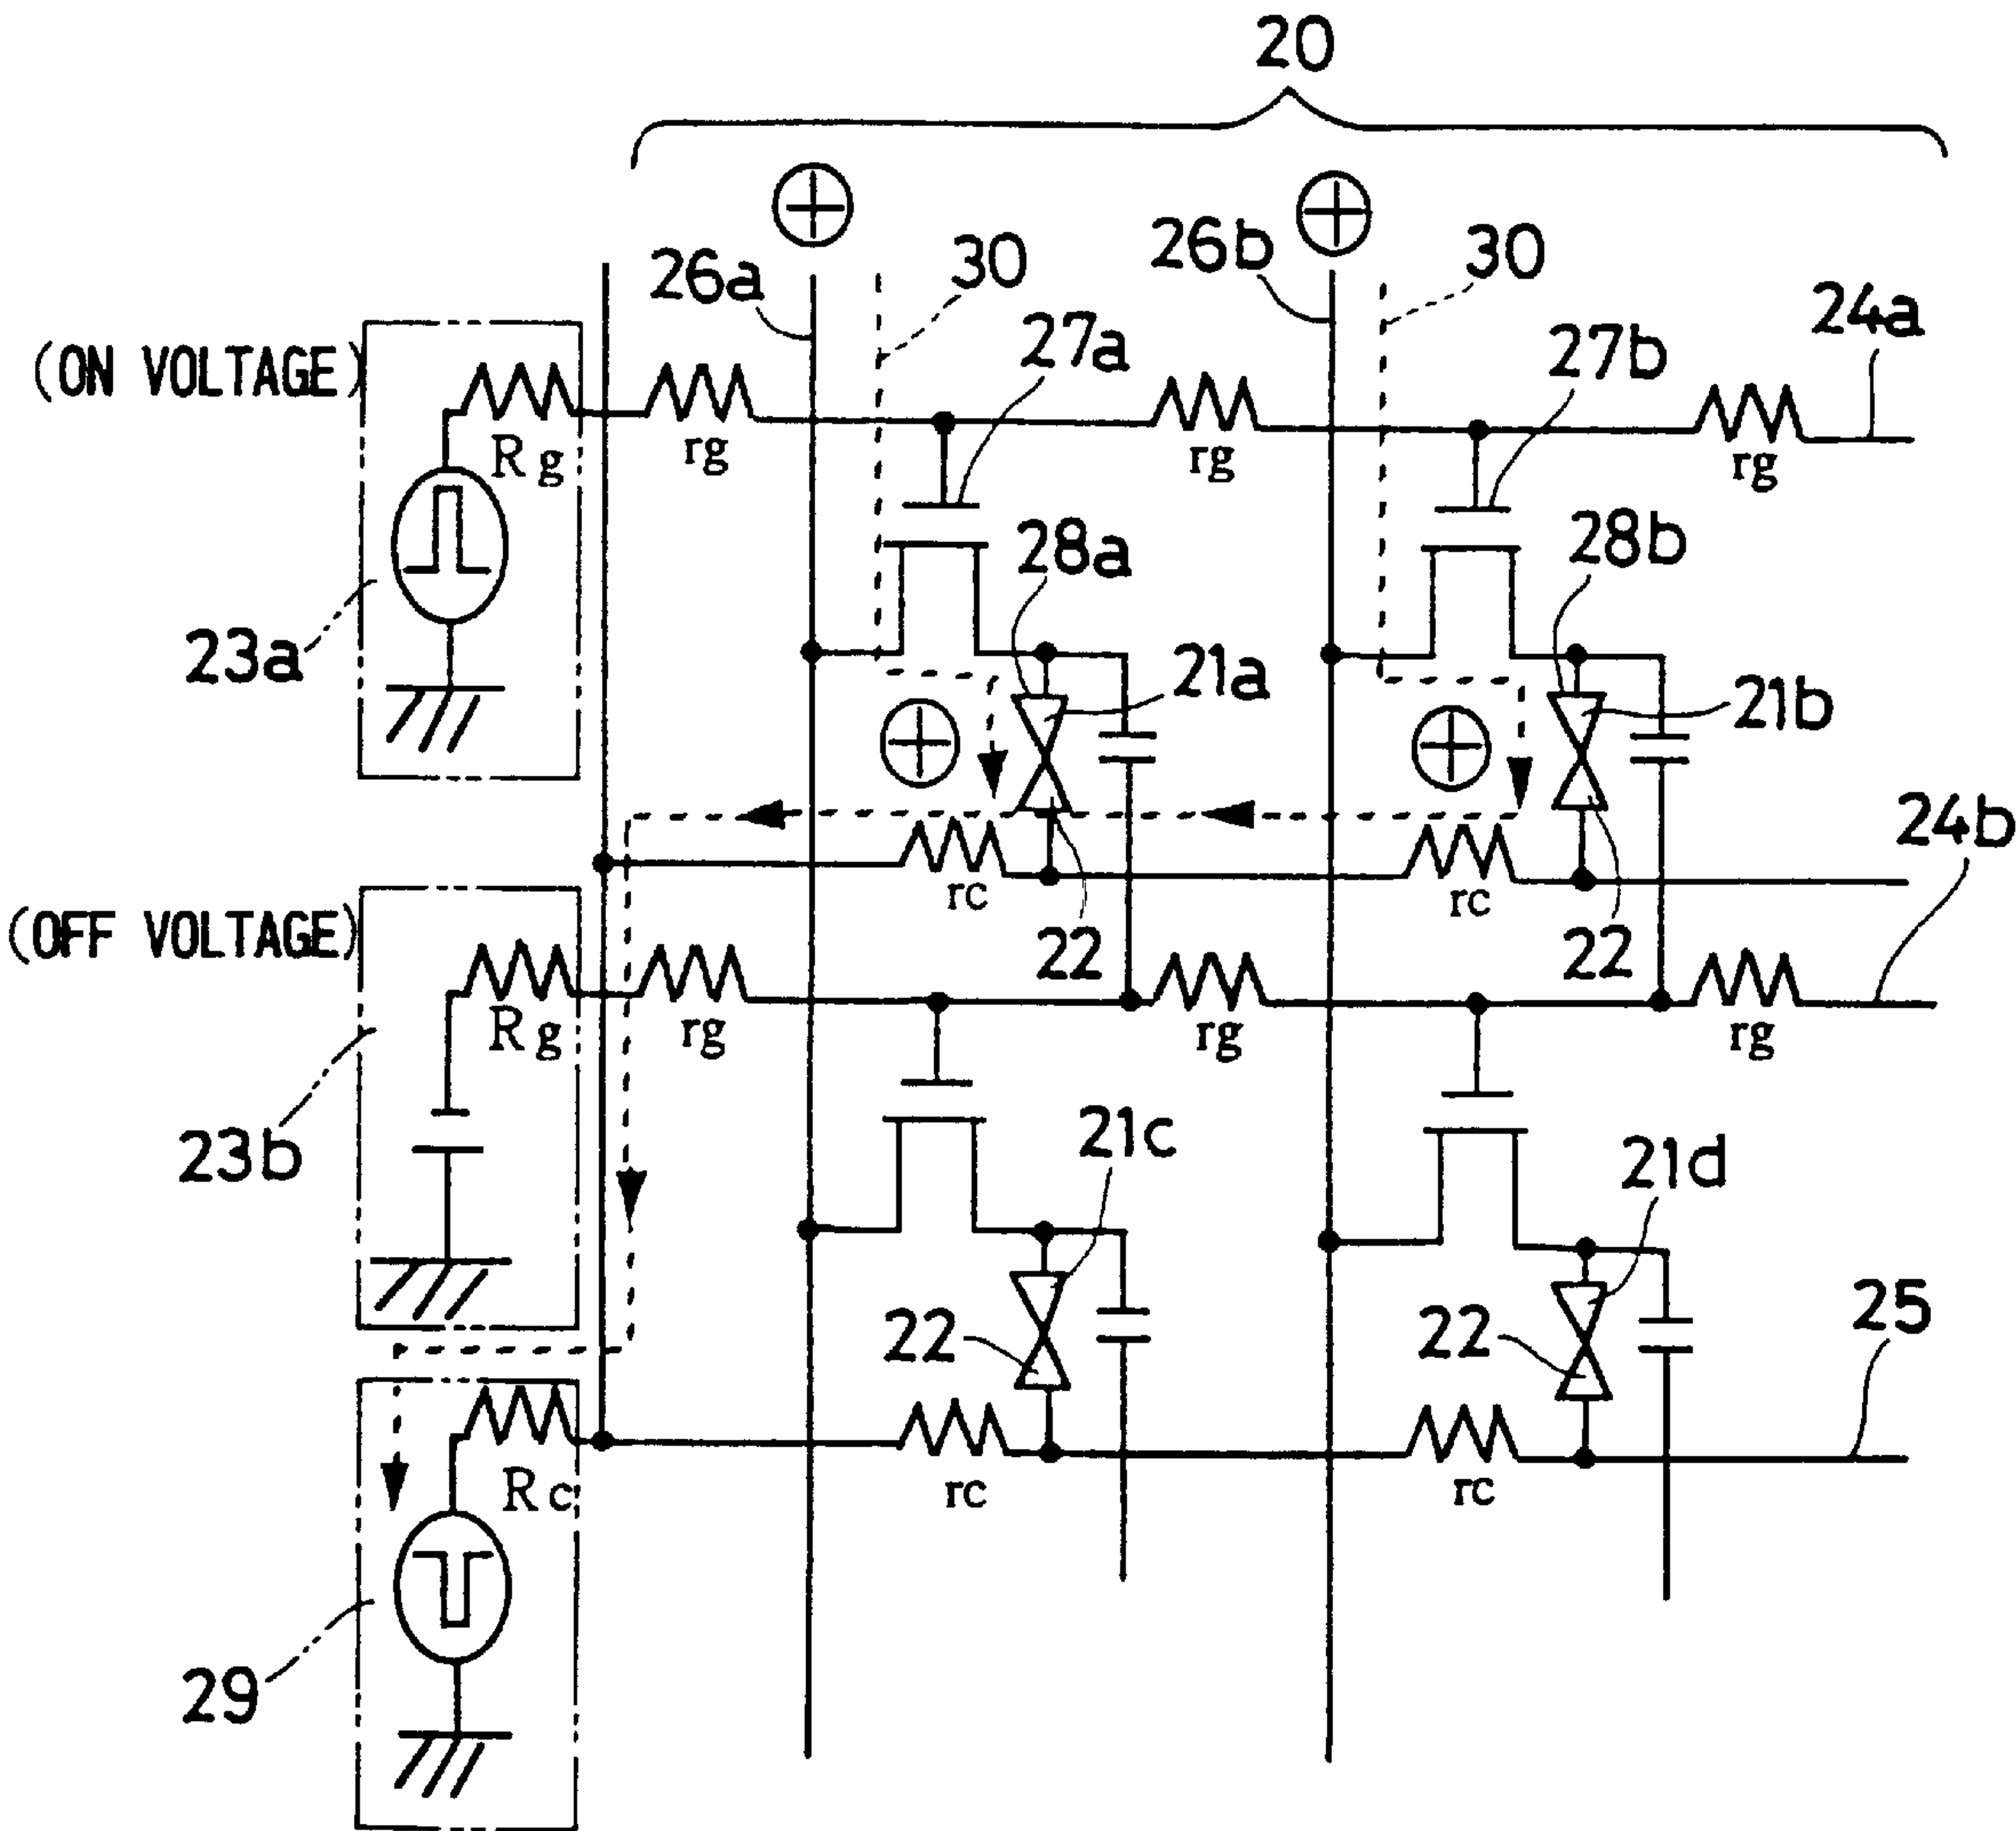 20
26a
30
26b
30
24a
(ON VOLTAGE)
27a
27b
Rg
rg
rg
rg
28a
28b
23a
21a
21b
24b
rc
rc
22
22
(OFF VOLTAGE)
Rg
rg
rg
rg
23b
21c
21d
25
22
22
Rc
rc
rc
29